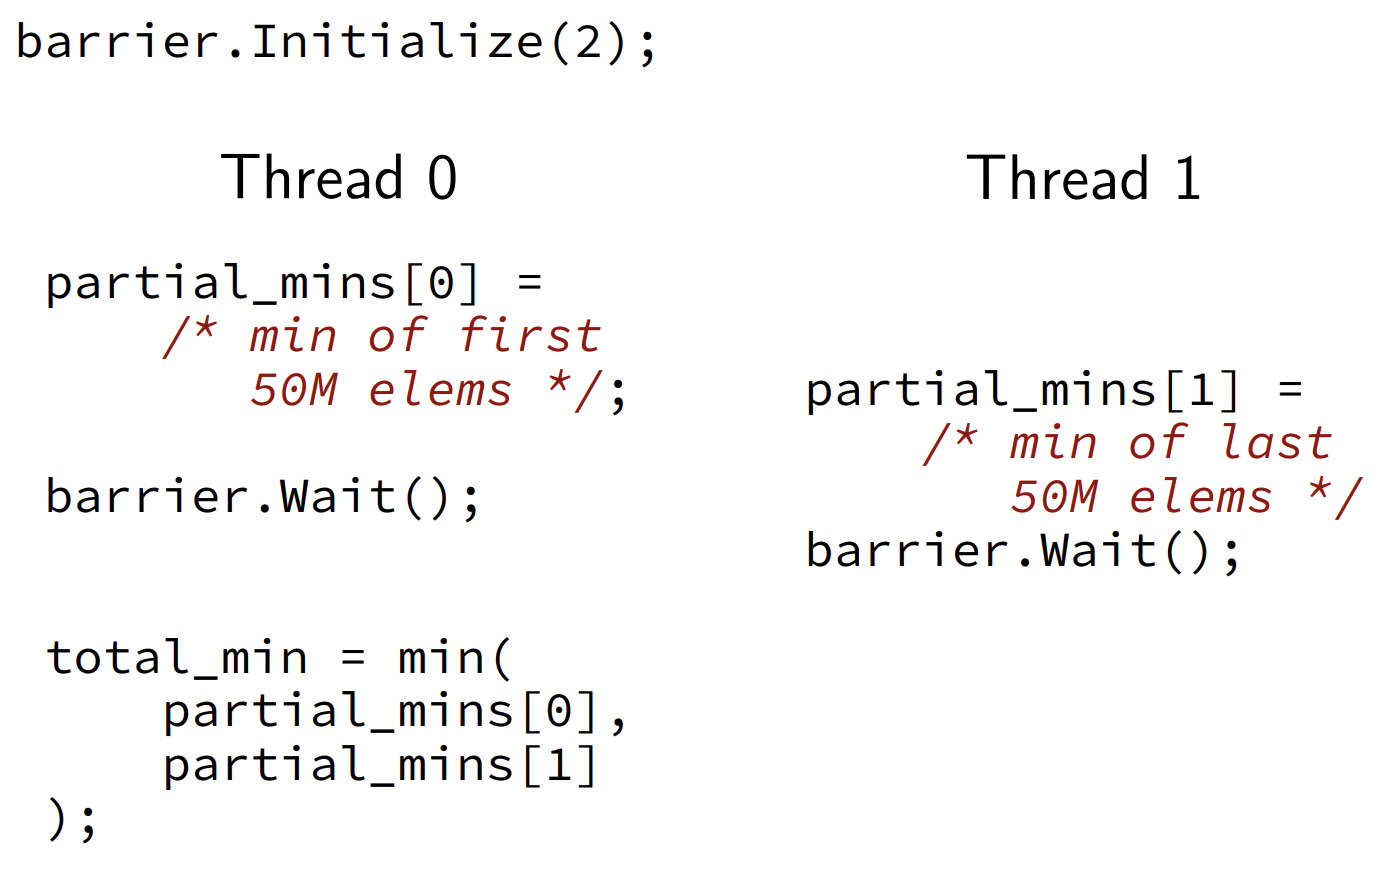 barrier.Initialize(2);
Thread 0
partial_mins[0] =
/* min of first
50M elems */;
barrier.Wait();
total_min = min(
partial_mins[0],
partial_mins[1]
);
Thread 1
partial_mins[1] =
/* min of last
50M elems */
barrier.Wait();